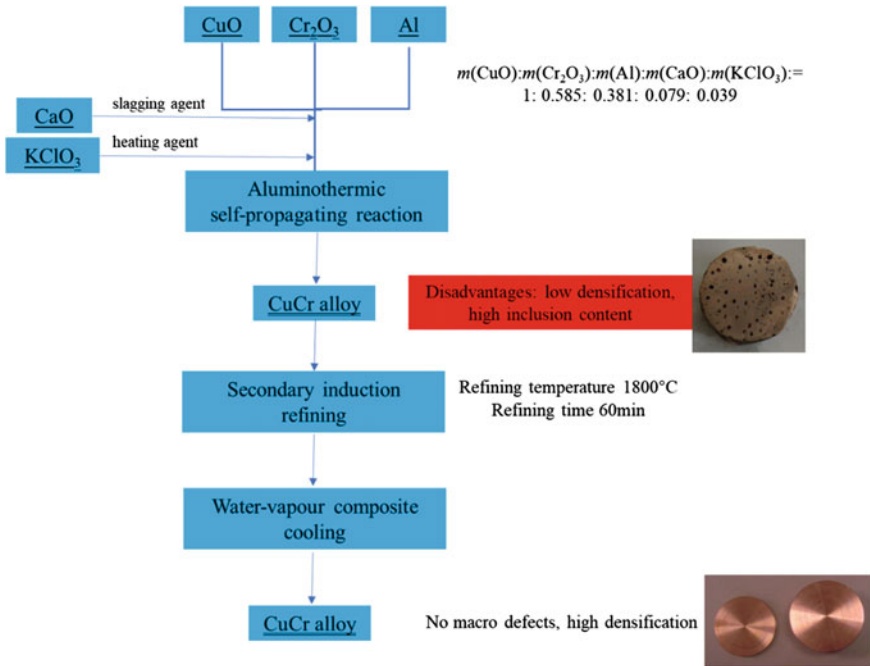 CuO
Cr₂O₃
Al
m(CuO):m(Cr₂O₃):m(Al):m(CaO):m(KClO₃):=
1: 0.585: 0.381: 0.079: 0.039
CaO
slagging agent
KClO₃
heating agent
Aluminothermic
self-propagating reaction
CuCr alloy
Disadvantages: low densification,
high inclusion content
Secondary induction
refining
Refining temperature 1800°C
Refining time 60min
Water-vapour composite
cooling
CuCr alloy
No macro defects, high densification